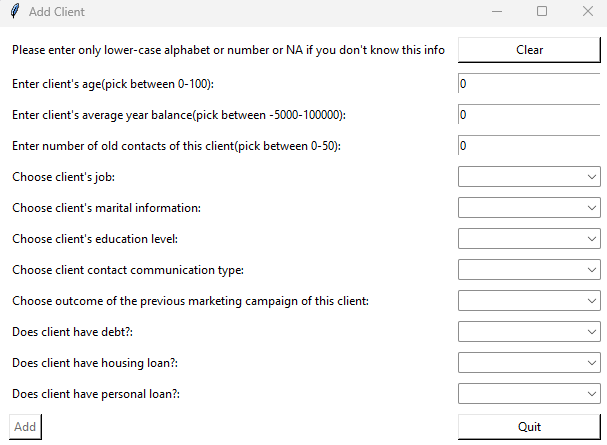 Add Client
Please enter only lower-case alphabet or number or NA if you don't know this info Clear
Enter client's age(pick between 0-100): 0
Enter client's average year balance(pick between -5000-100000): 0
Enter number of old contacts of this client(pick between 0-50): 0
Choose client's job:
Choose client's marital information:
Choose client's education level:
Choose client contact communication type:
Choose outcome of the previous marketing campaign of this client:
Does client have debt?:
Does client have housing loan?:
Does client have personal loan?:
Add Quit